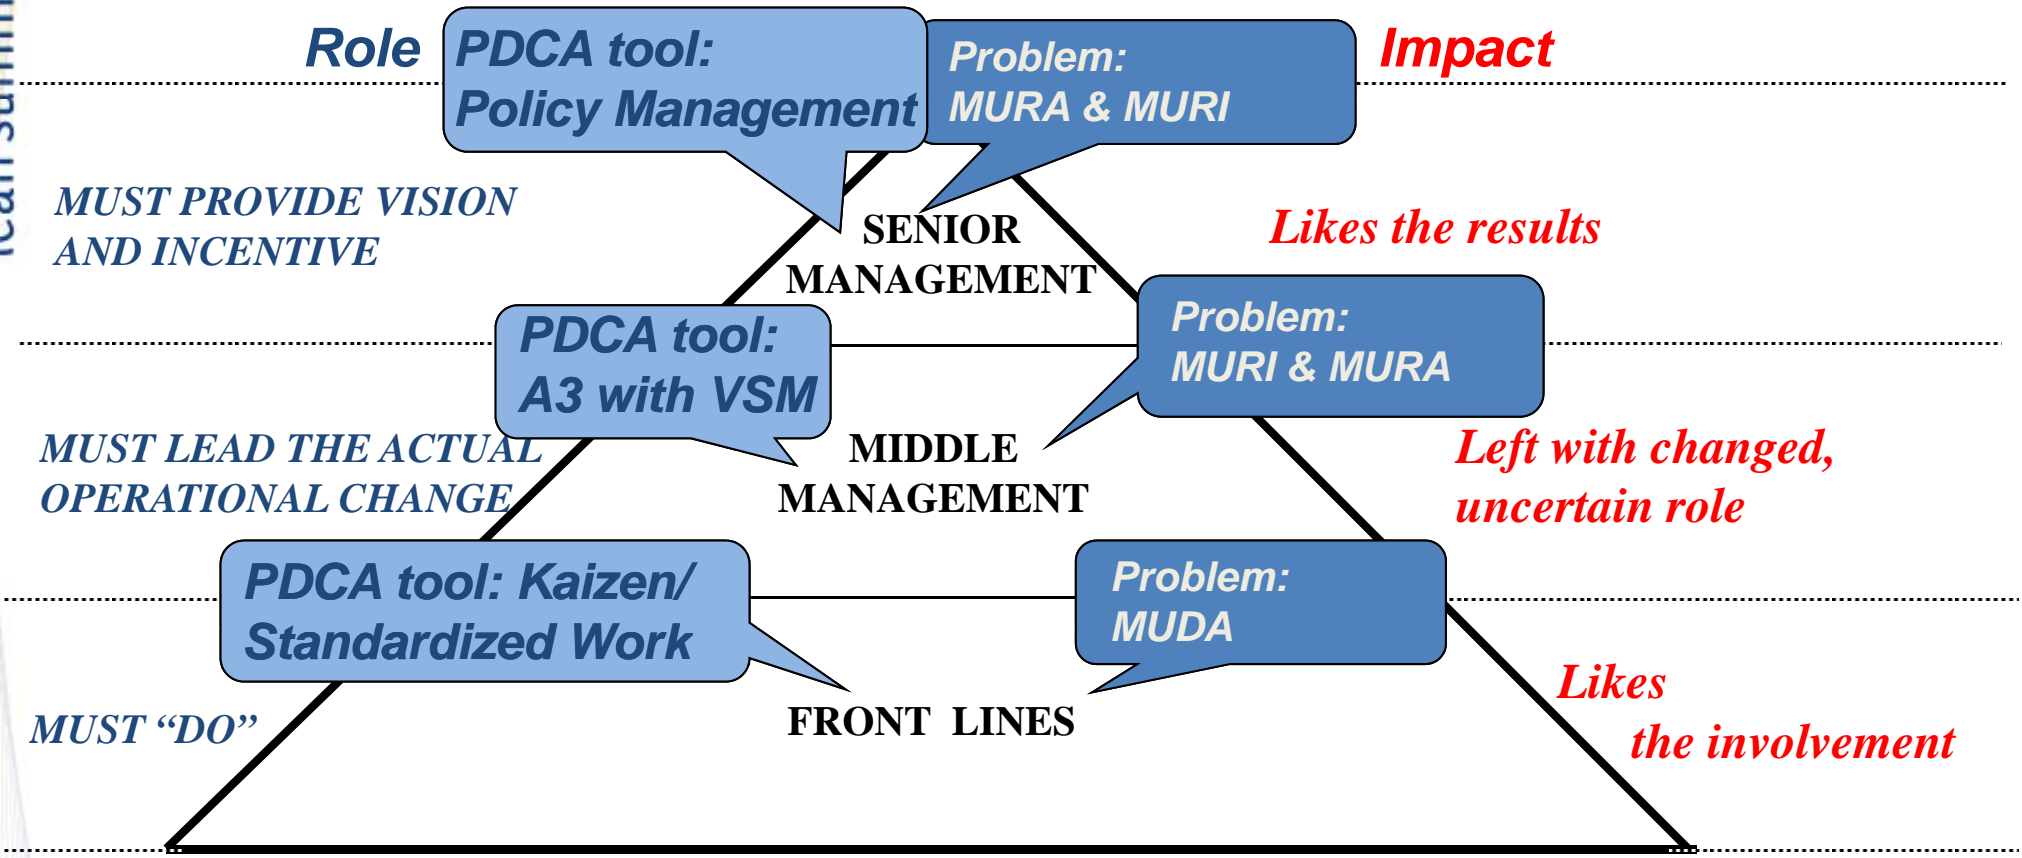 Role
PDCA tool:
Policy Management
Problem:
MURA & MURI
Impact
MUST PROVIDE VISION
AND INCENTIVE
SENIOR
MANAGEMENT
Likes the results
PDCA tool:
A3 with VSM
Problem:
MURI & MURA
MUST LEAD THE ACTUAL
OPERATIONAL CHANGE
MIDDLE
MANAGEMENT
Left with changed,
uncertain role
PDCA tool: Kaizen/
Standardized Work
Problem:
MUDA
MUST “DO”
FRONT LINES
Likes
the involvement